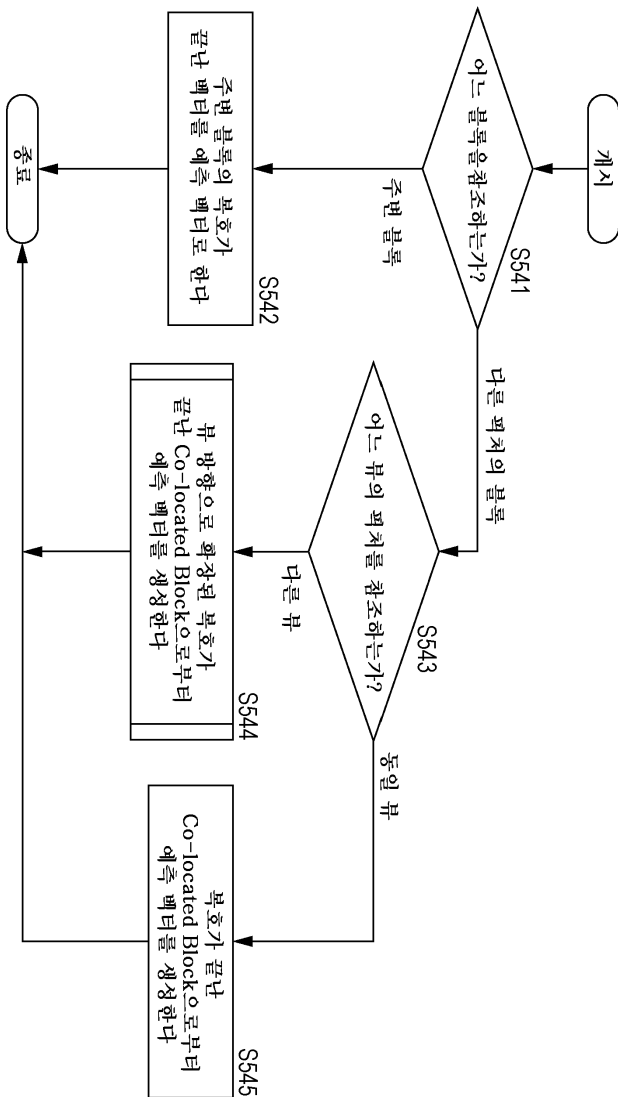 개시
어느 블록을참조하는가?
S541
주변 블록
다른 픽처의 블록
주변 블록의 복호가
끝난 벡터를 예측 벡터로 한다
S542
어느 뷰의 픽처를 참조하는가?
S543
다른 뷰
동일 뷰
뷰 방향으로 확장된 복호가
끝난 Co-located Block으로부터
예측 벡터를 생성한다
S544
복호가 끝난
Co-located Block으로부터
예측 벡터를 생성한다
S545
종료